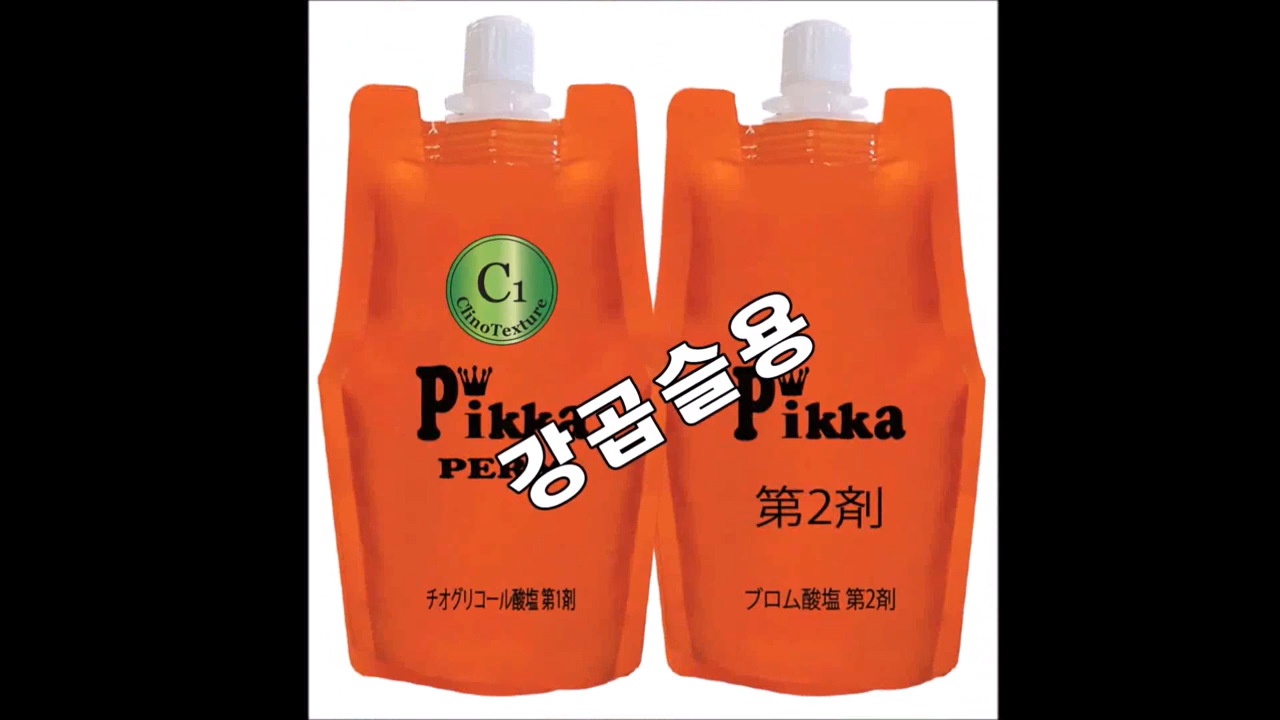 C1
ClinoTexture
Pikka
PERM
チオグリコール酸塩 第1剤
강곱슬용
Pikka
第2剤
ブロム酸塩 第2剤